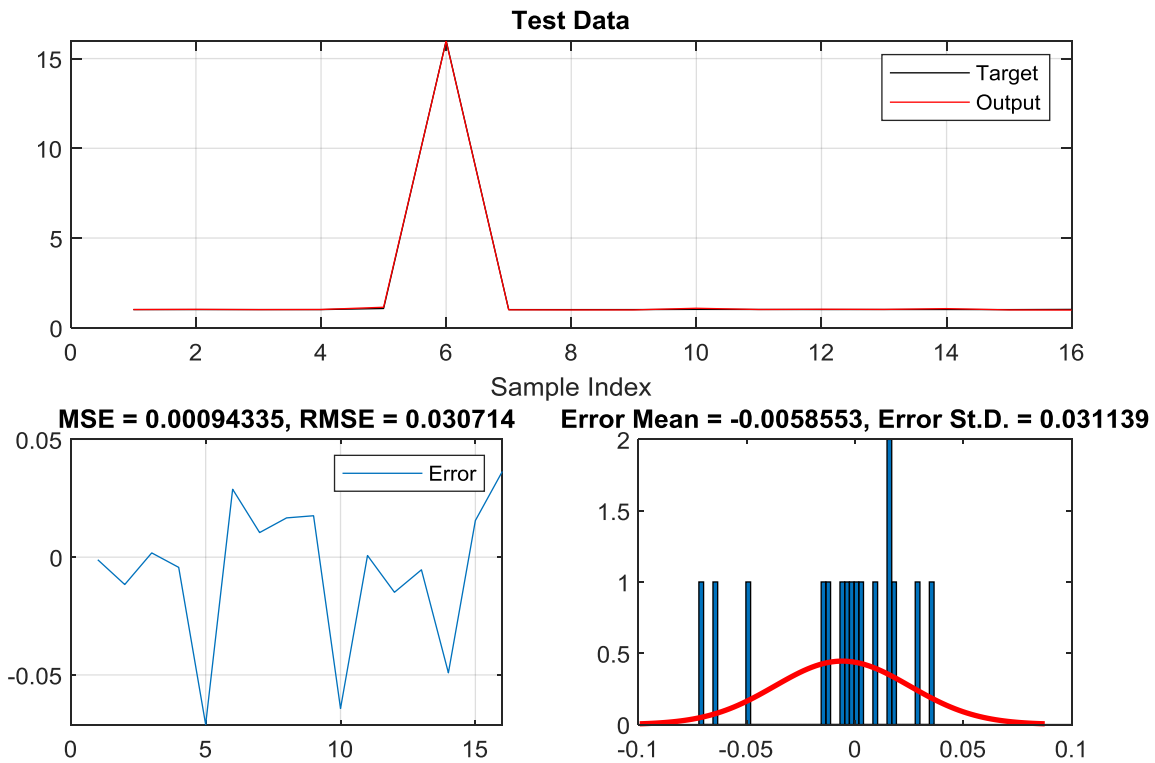 Test Data
15
10
5
0
Target
Output
0 2 4 6 8 10 12 14 16
Sample Index
MSE = 0.00094335, RMSE = 0.030714
0.05
0
-0.05
Error
0 5 10 15
Error Mean = -0.0058553, Error St.D. = 0.031139
2
1.5
1
0.5
0
-0.1 -0.05 0 0.05 0.1